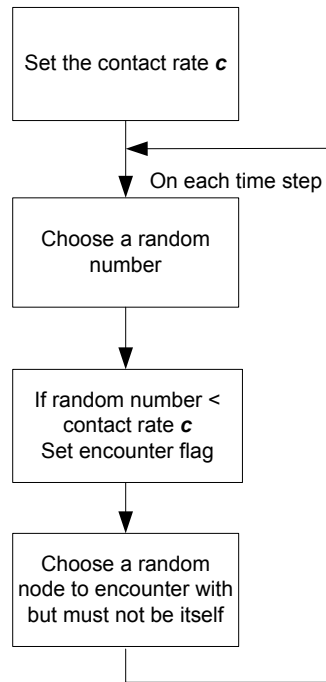 Set the contact rate c
On each time step
Choose a random
number
If random number <
contact rate c
Set encounter flag
Choose a random
node to encounter with
but must not be itself